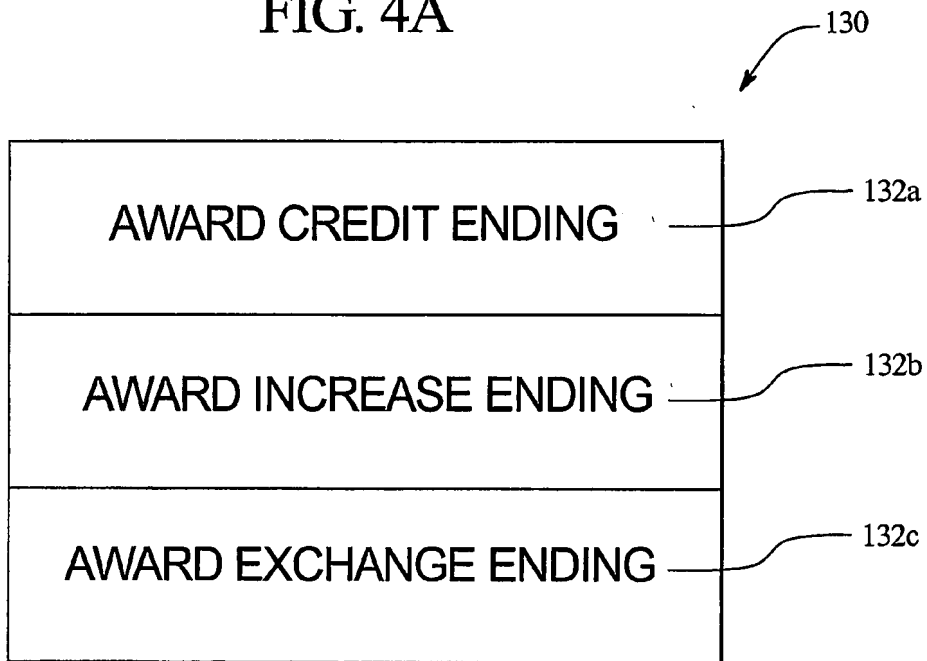 FIG. 4A
130
AWARD CREDIT ENDING
132a
AWARD INCREASE ENDING
132b
AWARD EXCHANGE ENDING
132c